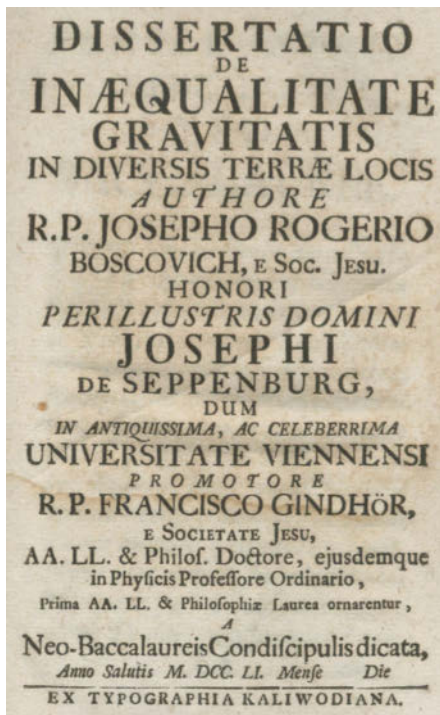 DISSERTATIO
DE
INÆQUALITATE
GRAVITATIS
IN DIVERSIS TERRÆ LOCIS
AUTHORE
R.P. JOSEPHO ROGERIO
BOSCOVICH, E SOC. JESU.
HONORI
PERILLUSTRIS DOMINI
JOSEPHI
DE SEPPENBURG,
DUM
IN ANTIQUISSIMA, AC CELEBERRIMA
UNIVERSITATE VIENNENSI
PROMOTORE
R.P. FRANCISCO GINDHöR,
E SOCIETATE JESU,
AA. LL. & Philoſ. Doctore, ejusdemque
in Phyſicis Profeſſore Ordinario,
Prima AA. LL. & Philoſophiæ Laurea ornarentur,
A
Neo-Baccalaureis Condiſcipulis dicata,
Anno Salutis M. DCC. LI. Menſe Die
EX TYPOGRAPHIA KALIWODIANA.